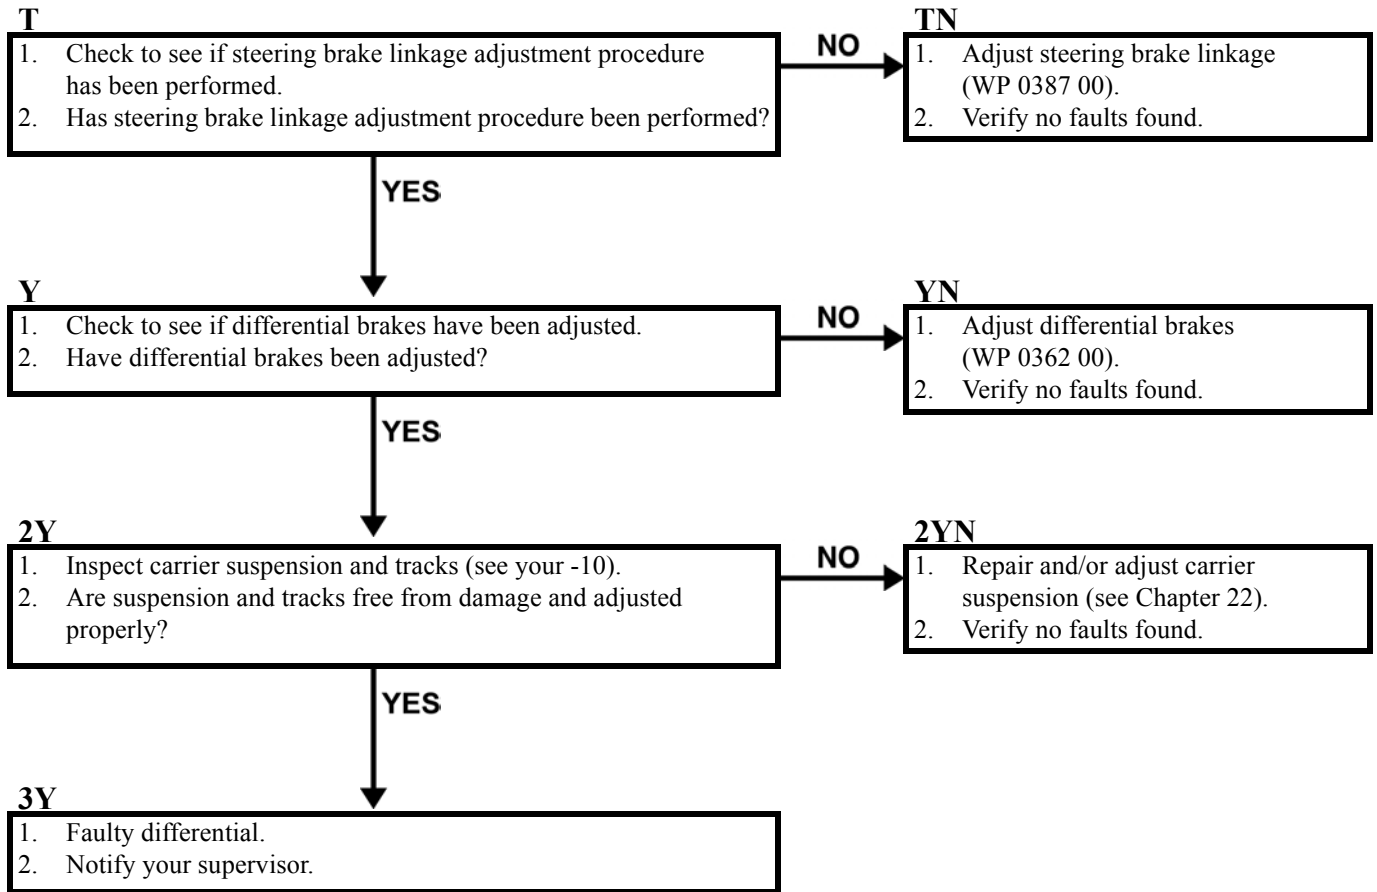 T
1. Check to see if steering brake linkage adjustment procedure
has been performed.
2. Has steering brake linkage adjustment procedure been performed?
NO
TN
1. Adjust steering brake linkage
(WP 0387 00).
2. Verify no faults found.
YES
Y
1. Check to see if differential brakes have been adjusted.
2. Have differential brakes been adjusted?
NO
YN
1. Adjust differential brakes
(WP 0362 00).
2. Verify no faults found.
YES
2Y
1. Inspect carrier suspension and tracks (see your -10).
2. Are suspension and tracks free from damage and adjusted
properly?
NO
2YN
1. Repair and/or adjust carrier
suspension (see Chapter 22).
2. Verify no faults found.
YES
3Y
1. Faulty differential.
2. Notify your supervisor.